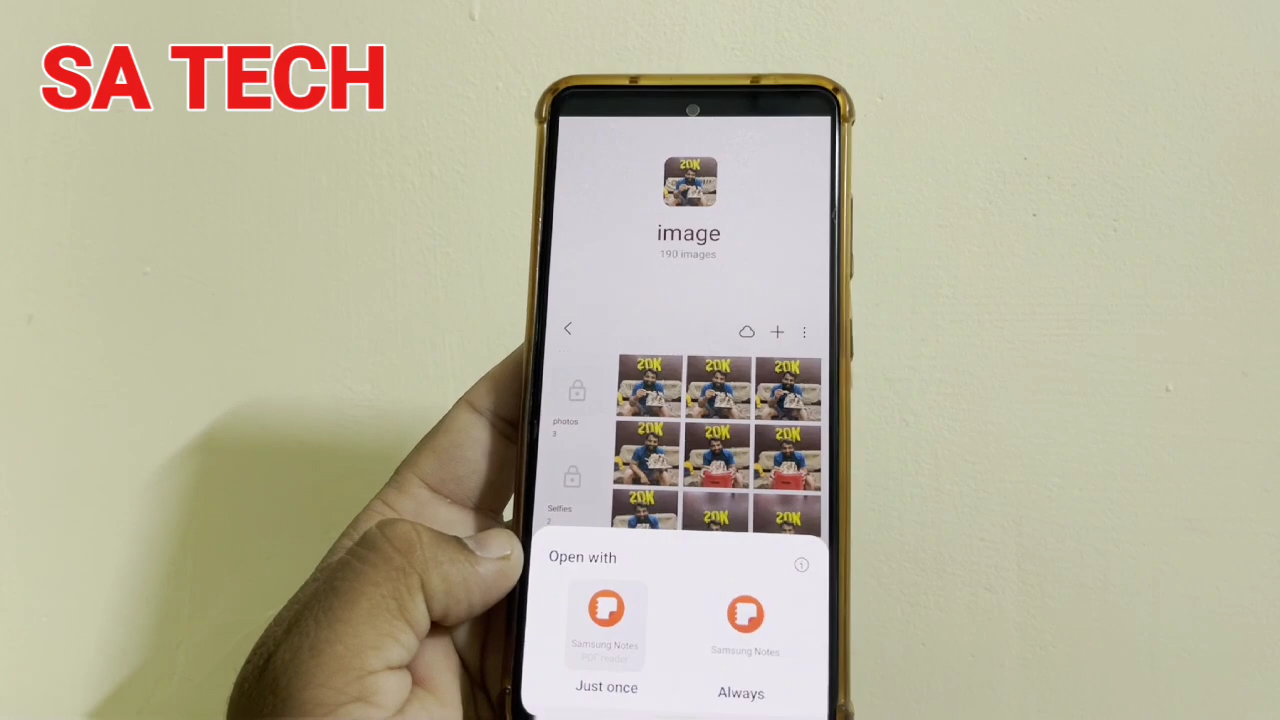 SA TECH
20K
image
190 images
20K 20K 20K
photos
3
20K 20K 20K
Selfies
2
20K 20K 20K
Open with
Samsung Notes Samsung Notes
PDF reader
Just once Always